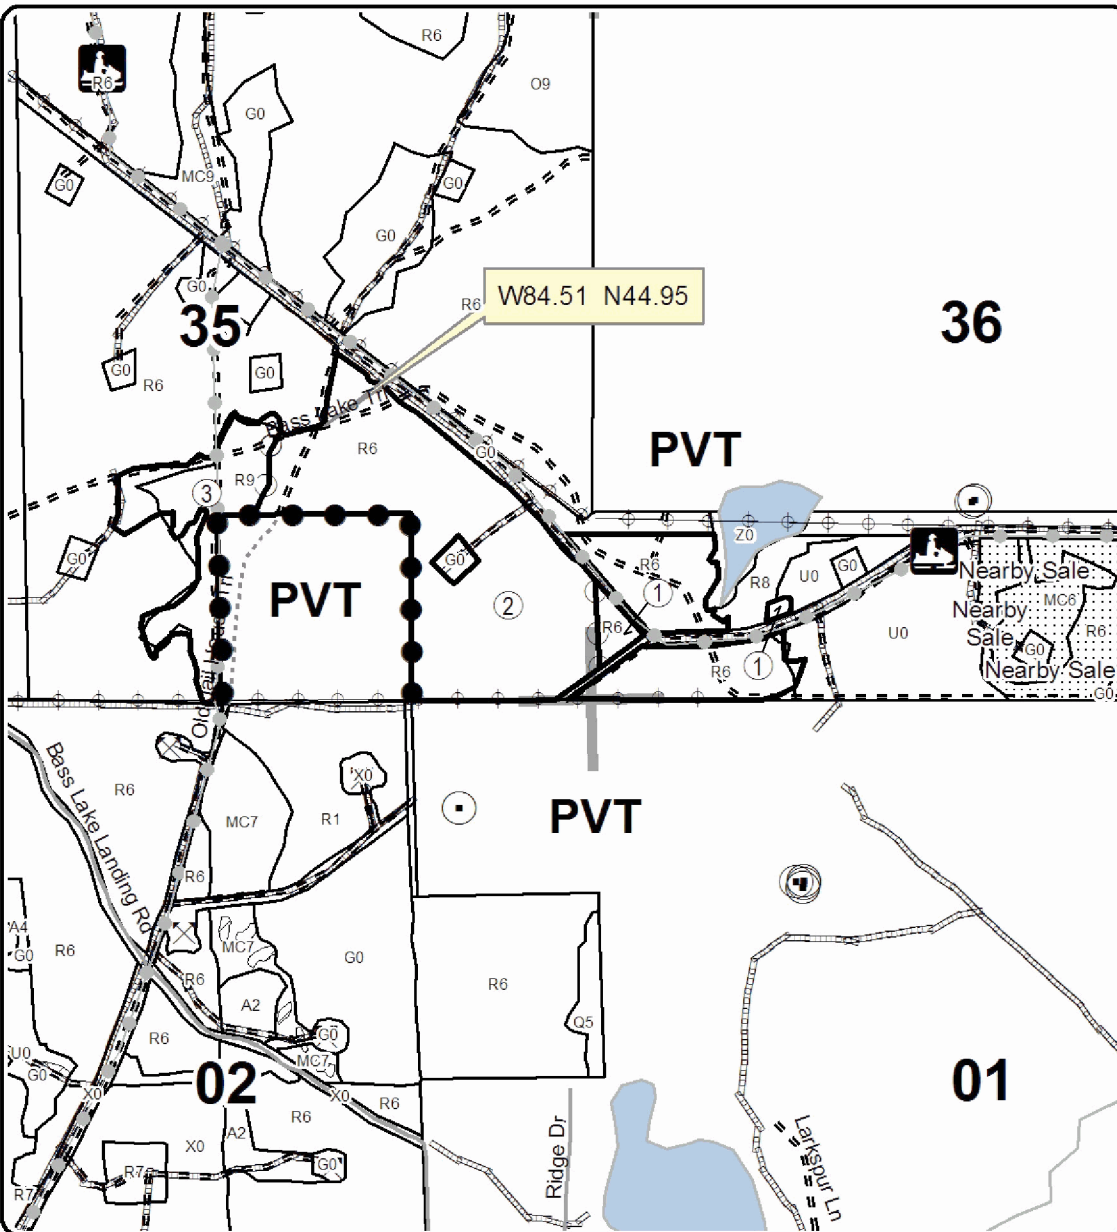 R6
R6
O9
G0
MC9
G0
G0
G0
G0
W84.51 N44.95
R6
35
36
G0
G0
R6
Bass Lake Trl
R6
G0
PVT
R9
3
Z0
G0
G0
R6
R8
U0
G0
Nearby Sale
MC6
PVT
2
1
R6
Nearby
Sale
R6
U0
G0
1
R6
Nearby Sale
G0
Old
Bass Lake Landing Rd
R6
X0
MC7
R1
PVT
R6
A4
G0
R6
MC7
G0
R6
R6
A2
Q5
G0
R6
MC7
U0
G0
02
01
X0
X0
R6
R6
A2
X0
G0
R7
R7
Ridge Dr
Larkspur Ln